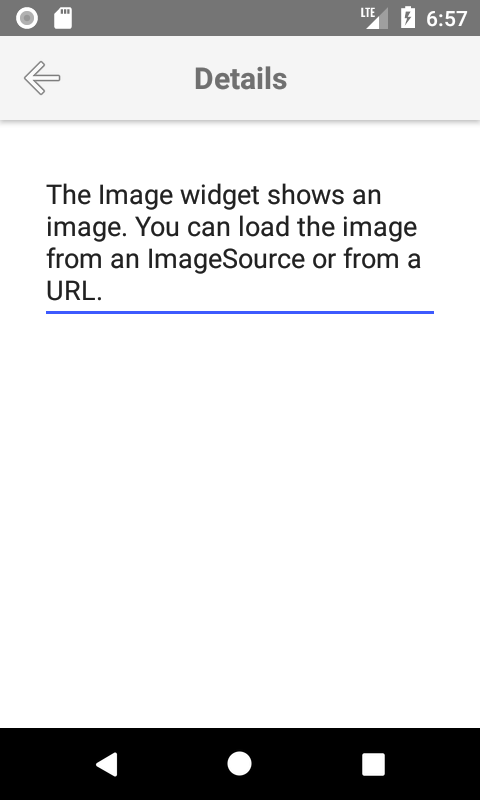 LTE 6:57
Details
The Image widget shows an
image. You can load the image
from an ImageSource or from a
URL.